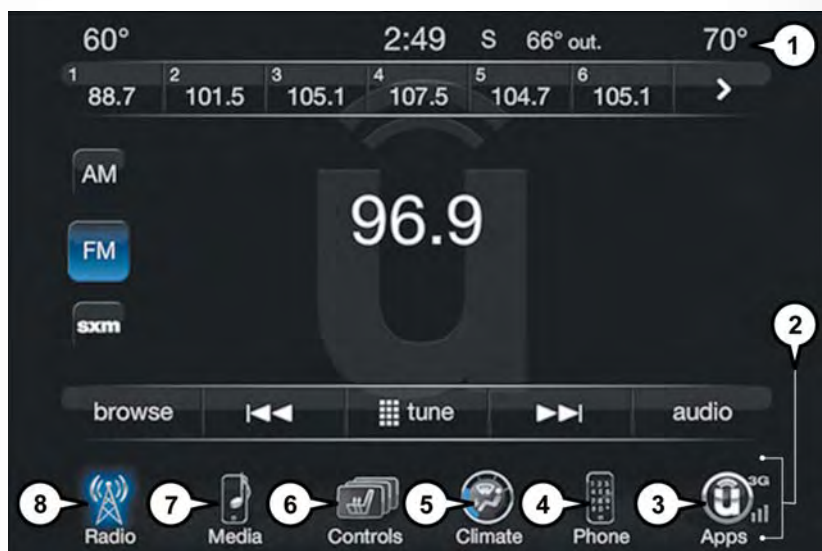 60° 2:49 S 66° out. 70° 1
1 2 3 4 5 6
88.7 101.5 105.1 107.5 104.7 105.1
AM
96.9
FM
sxm
2
browse tune audio
3G
8 7 6 5 4 3
Radio Media Controls Climate Phone Apps